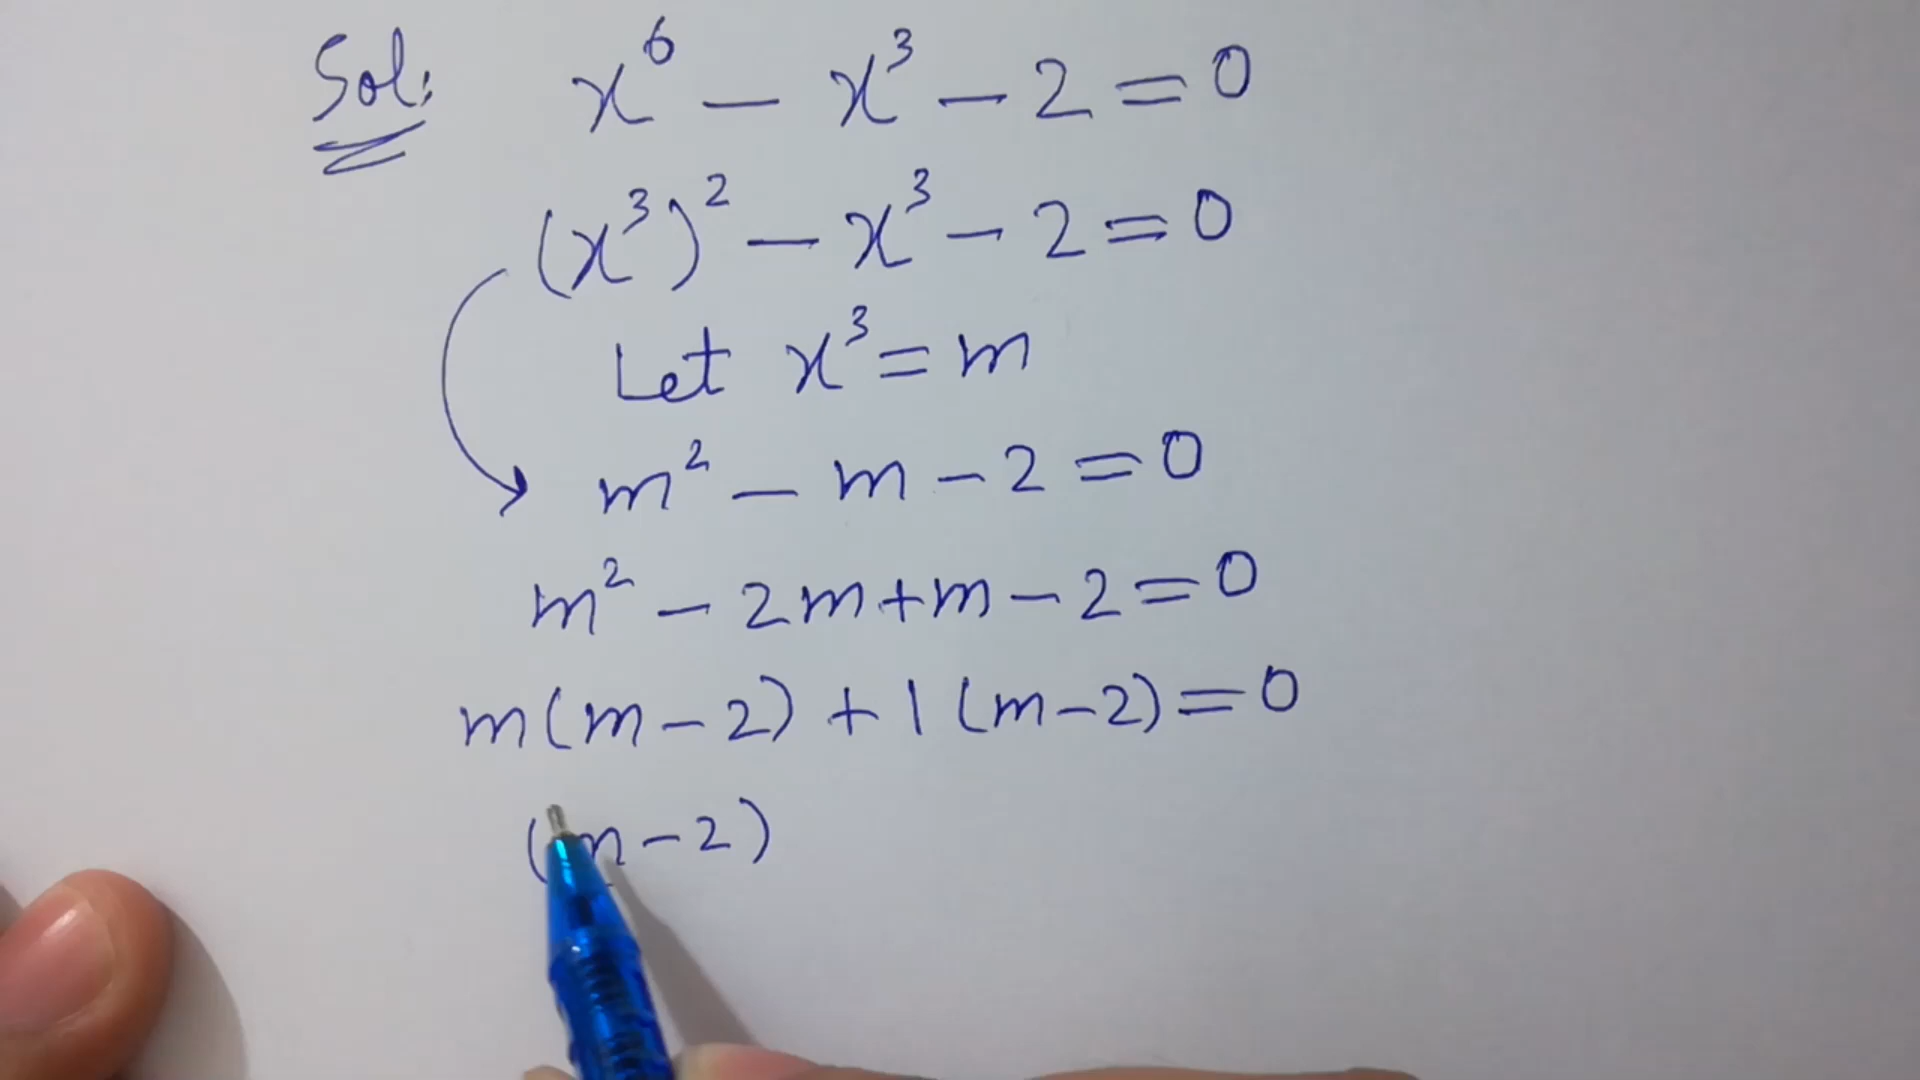 Sol: x⁶ - x³ - 2 = 0
(x³)² - x³ - 2 = 0
Let x³ = m
m² - m - 2 = 0
m² - 2m + m - 2 = 0
m(m - 2) + 1(m - 2) = 0
(m - 2)